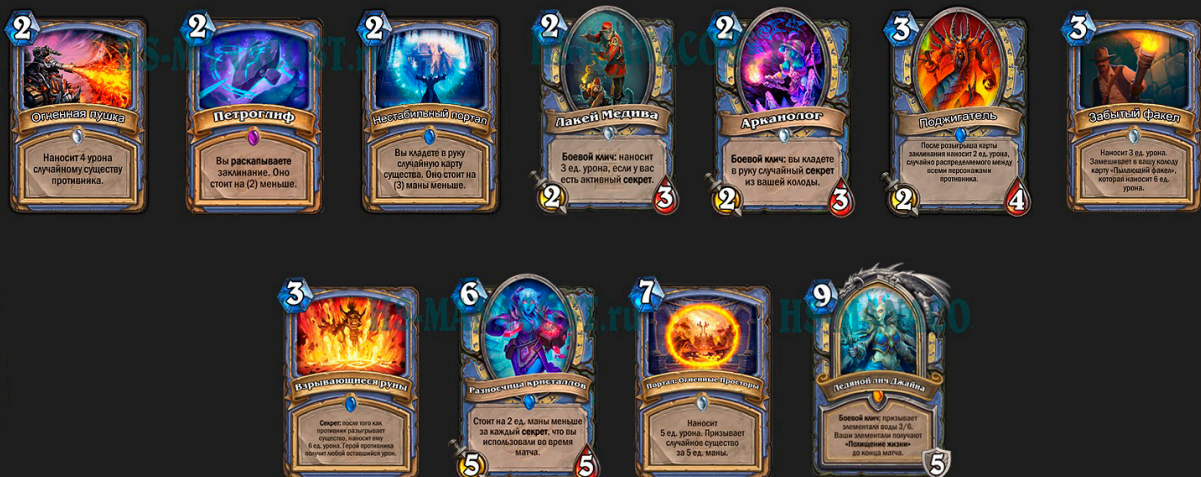 2
Огненная пушка
Наносит 4 урона
случайному существу
противника.
2
Петроглиф
Вы раскапываете
заклинание. Оно
стоит на (2) меньше.
2
Нестабильный портал
Вы кладете в руку
случайную карту
существа. Оно стоит на
(3) маны меньше.
2
Лакей Медива
Боевой клич: наносит
3 ед. урона, если у вас
есть активный секрет.
2
3
2
Арканолог
Боевой клич: вы кладете
в руку случайный секрет
из вашей колоды.
2
3
3
Поджигатель
После розыгрыша карты
заклинания наносит 2 ед. урона,
случайно распределяемого между
всеми персонажами
противника.
2
4
3
Забытый факел
Наносит 3 ед. урона.
Замешивает в вашу колоду
карту «Пылающий факел»,
которая наносит 6 ед.
урона.
3
Взрывающиеся руны
Секрет: после того как
противник разыгрывает
существо, наносит ему
6 ед. урона. Герой противника
получит любой оставшийся урон.
6
Разносчица кристаллов
Стоит на 2 ед. маны меньше
за каждый секрет, что вы
использовали во время
матча.
5
5
7
Портал: Огненные Просторы
Наносит
5 ед. урона. Призывает
случайное существо
за 5 ед. маны.
9
Ледяной лич Джайна
Боевой клич: призывает
элементаля воды 3/6.
Ваши элементали получают
«Похищение жизни»
до конца матча.
5